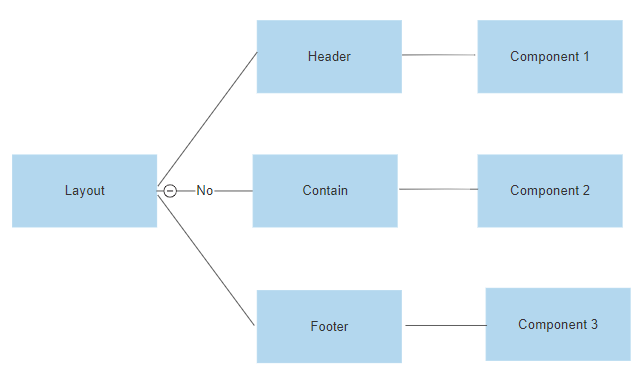 Header
Component 1
Layout
No
Contain
Component 2
Footer
Component 3